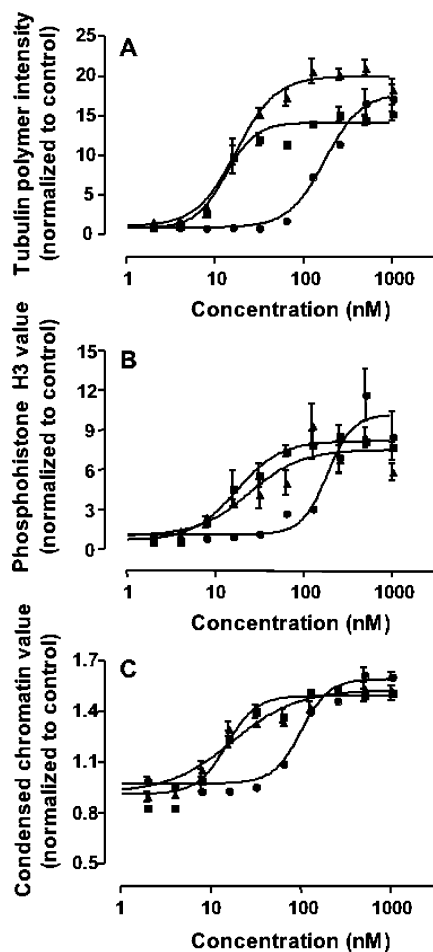 A
Tubulin polymer intensity
(normalized to control)
25
20
15
10
5
0
1 10 100 1000
Concentration (nM)
B
Phosphohistone H3 value
(normalized to control)
15
12
9
6
3
0
1 10 100 1000
Concentration (nM)
C
Condensed chromatin value
(normalized to control)
1.7
1.4
1.1
0.8
0.5
1 10 100 1000
Concentration (nM)